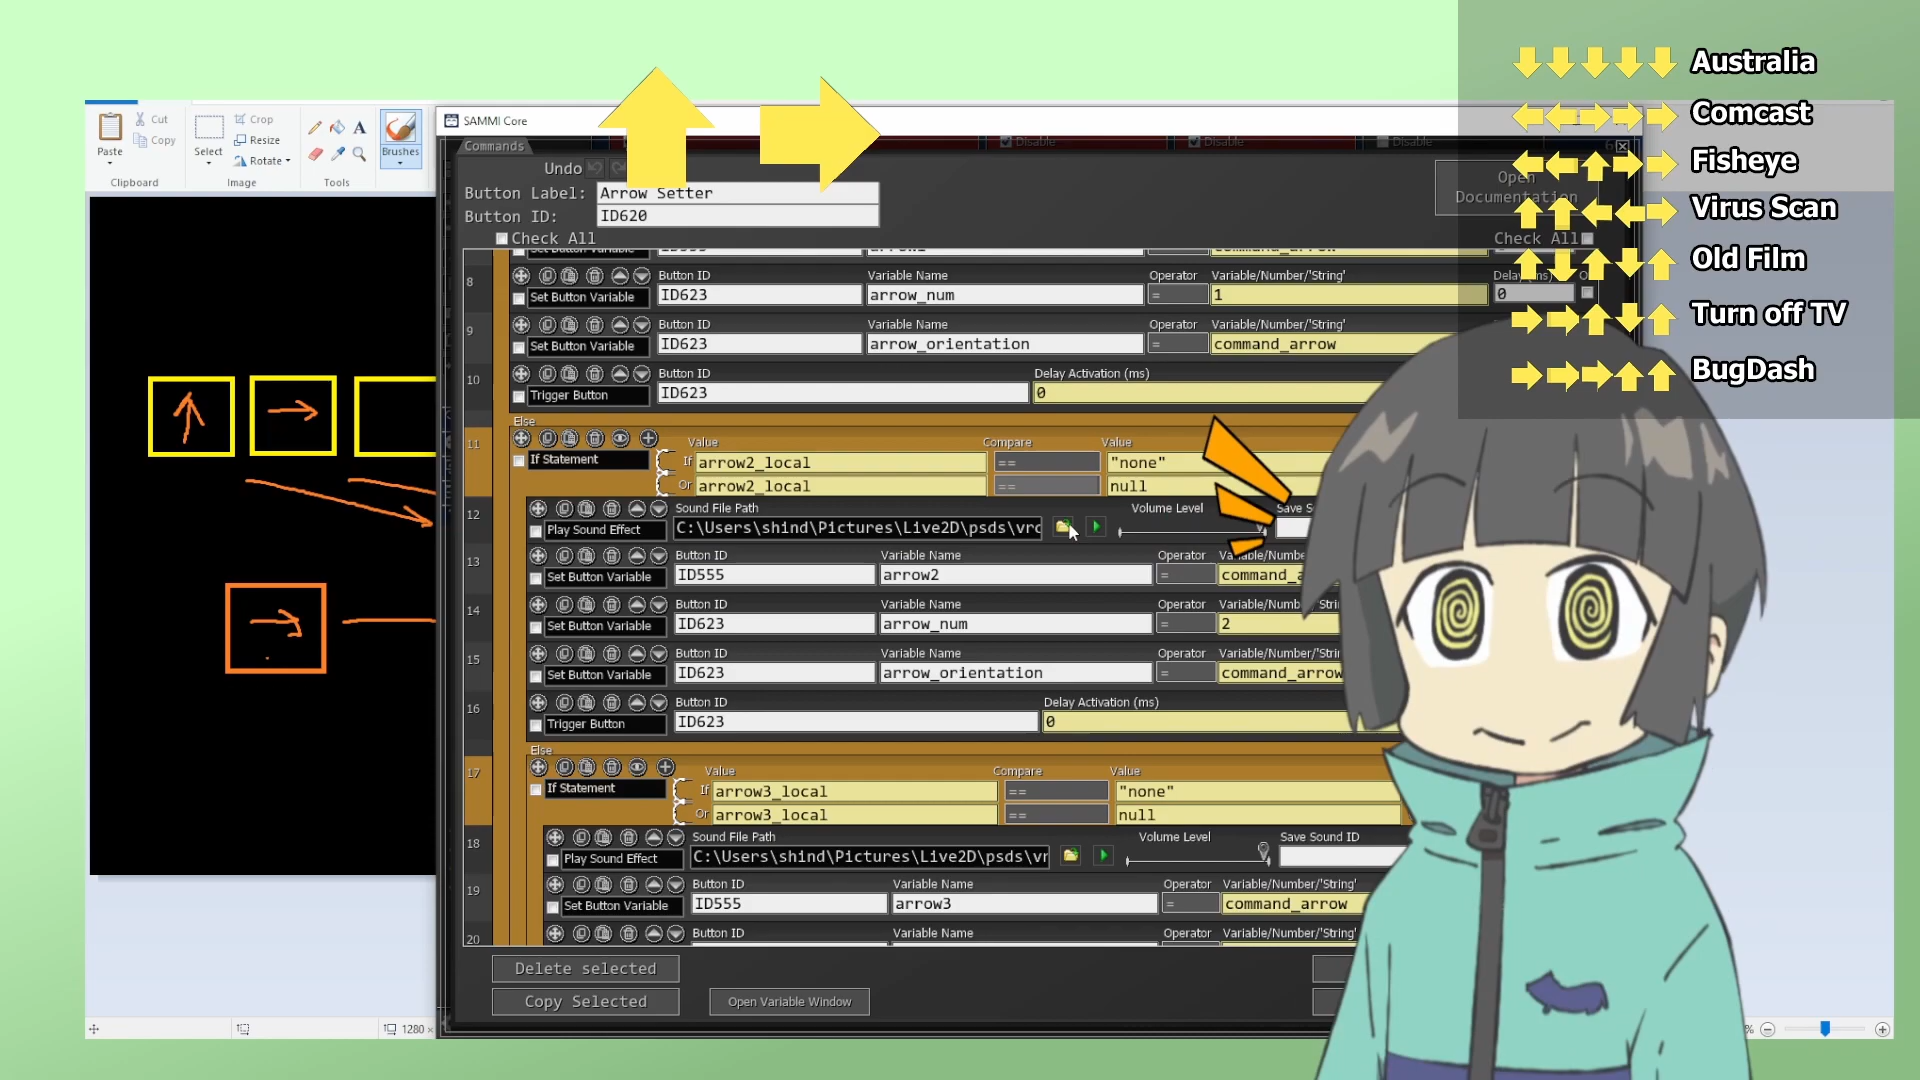 Australia
Comcast
Fisheye
Virus Scan
Old Film
Turn off TV
BugDash
Paste
Cut
Copy
Clipboard
Select
Crop
Resize
Rotate
Image
Tools
Brushes
1280 ×
SAMMI Core
Commands
Disable
Disable
Disable
Undo
Button Label: Arrow Setter
Button ID: ID620
Open
Documentation
Check All
Check All
8
Button ID Variable Name Operator Variable/Number/'String'
Set Button Variable ID623 arrow_num = 1 0
9
Button ID Variable Name Operator Variable/Number/'String'
Set Button Variable ID623 arrow_orientation = command_arrow
10
Button ID Delay Activation (ms)
Trigger Button ID623 0
Else
11
Value Compare Value
If Statement If arrow2_local == "none"
Or arrow2_local == null
12
Sound File Path Volume Level
Play Sound Effect C:\Users\shind\Pictures\Live2D\psds\vrc
13
Button ID Variable Name Operator
Set Button Variable ID555 arrow2 = command_a
14
Button ID Variable Name Operator
Set Button Variable ID623 arrow_num = 2
15
Button ID Variable Name Operator
Set Button Variable ID623 arrow_orientation = command_arrow
16
Button ID Delay Activation (ms)
Trigger Button ID623 0
Else
17
Value Compare Value
If Statement If arrow3_local == "none"
Or arrow3_local == null
18
Sound File Path Volume Level Save Sound ID
Play Sound Effect C:\Users\shind\Pictures\Live2D\psds\vr
19
Button ID Variable Name Operator Variable/Number/'String'
Set Button Variable ID555 arrow3 = command_arrow
20
Button ID Variable Name Operator Variable/Number/'String'
Delete selected
Copy Selected
Open Variable Window